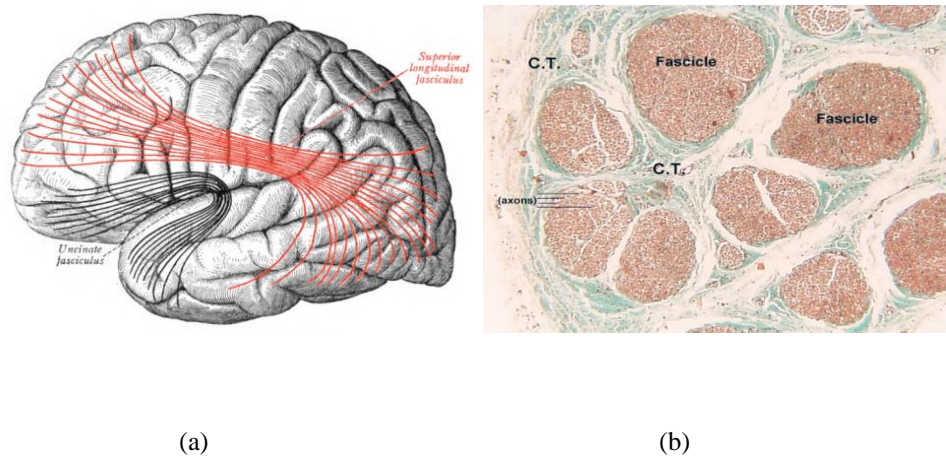 Superior
longitudinal
fasciculus
Uncinate
fasciculus
C.T.
Fascicle
Fascicle
C.T.
(axons)
(a)
(b)